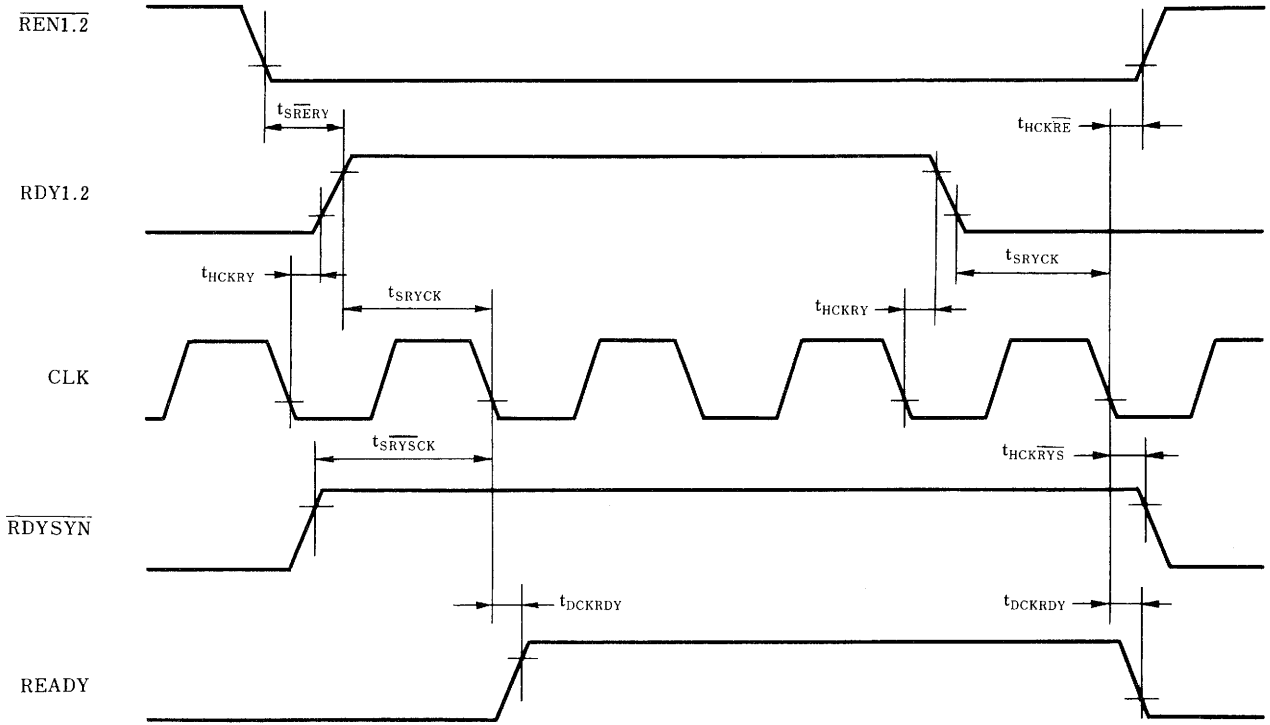 REN1.2
tSRERY
tHCKRE
RDY1.2
tHCKRY
tSRYCK
tSRYCK
tHCKRY
CLK
tSRYSCK
tHCKRYS
RDYSYN
tDCKRDY
tDCKRDY
READY